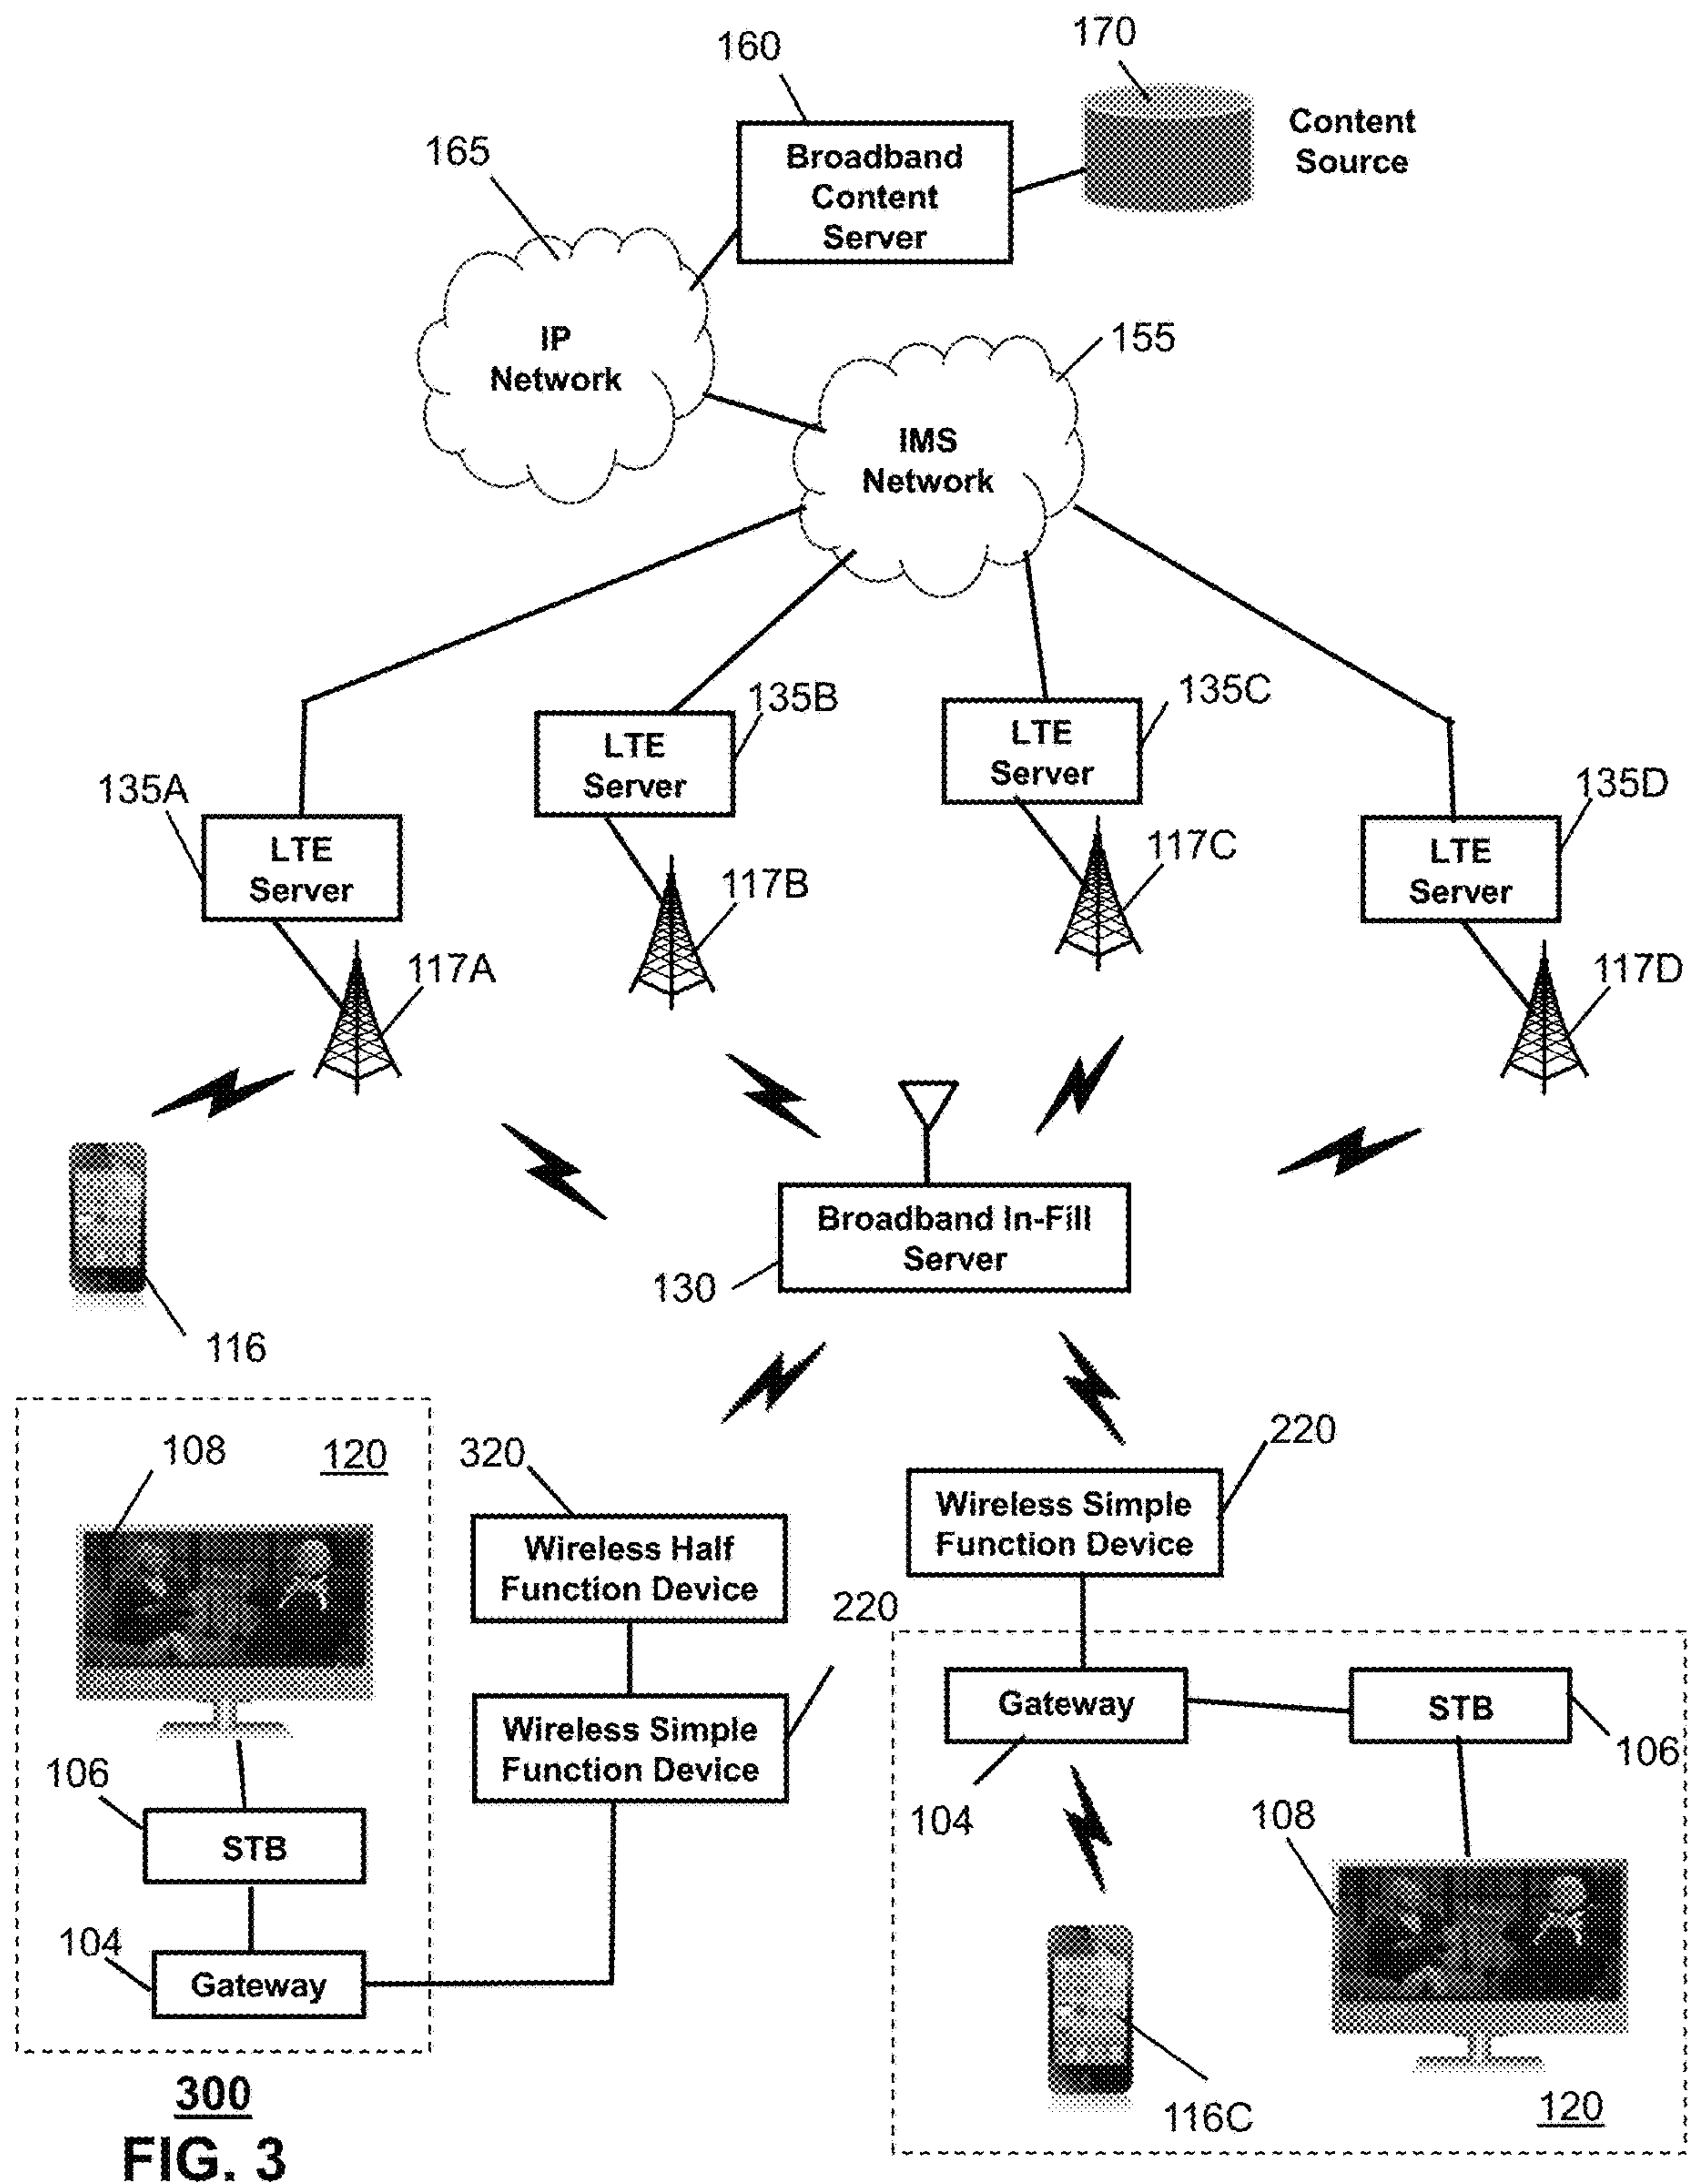 170
160
Content
Source
165
Broadband
Content
Server
IP
Network
155
IMS
Network
135B
135C
LTE
Server
LTE
Server
135A
135D
LTE
Server
LTE
Server
117C
117B
117A
117D
Broadband In-Fill
Server
130
116
220
108
120
320
Wireless Simple
Function Device
Wireless Half
Function Device
220
Gateway
STB
Wireless Simple
Function Device
106
106
104
108
STB
104
Gateway
300
116C
120
FIG. 3